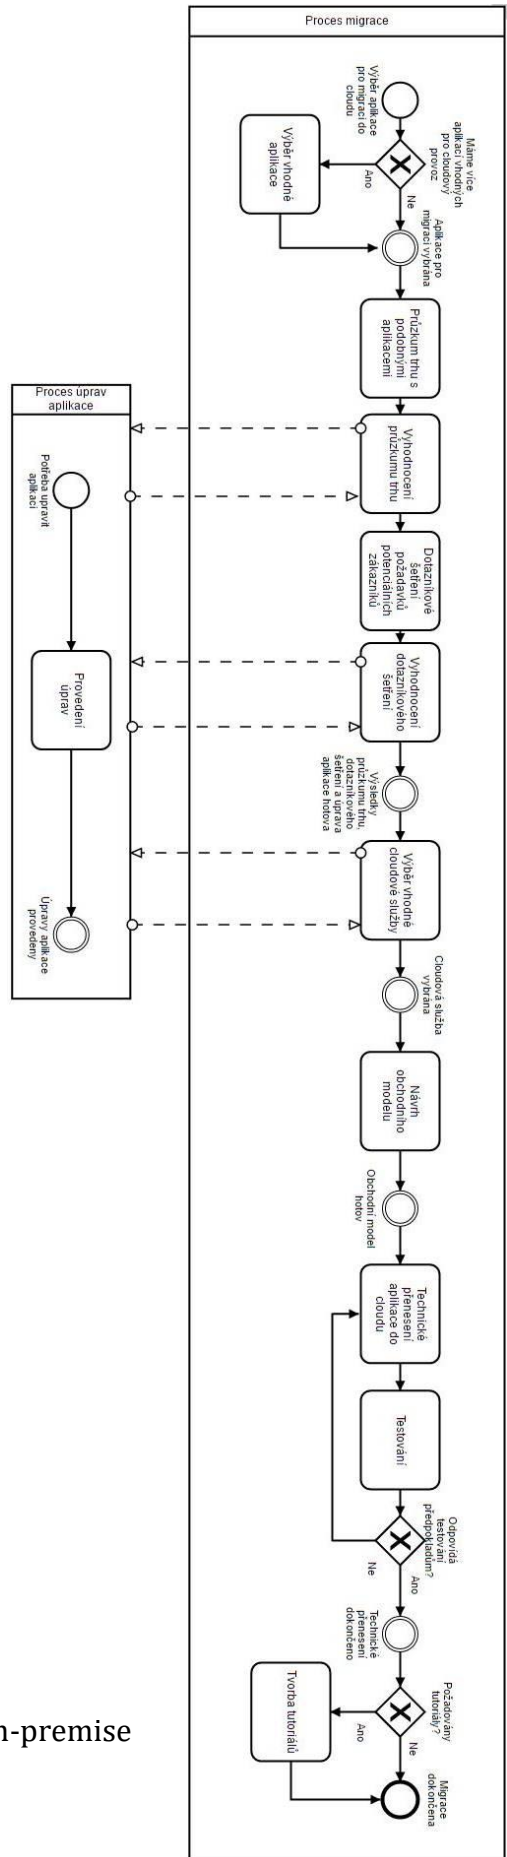 Proces migrace
Výběr aplikace
pro migraci do
cloudu
Máme více
aplikací vhodných
pro cloudový
provoz
Ano
Ne
Výběr vhodné
aplikace
Aplikace pro
migraci vybrána
Průzkum trhu s
podobnými
aplikacemi
Vyhodnocení
průzkumu trhu
Dotazníkové
šetření
požadavků
potenciálních
zákazníků
Vyhodnocení
dotazníkového
šetření
Výsledky
průzkumu trhu,
dotazníkového
šetření a úprava
aplikace hotova
Výběr vhodné
cloudové služby
Cloudová služba
vybrána
Návrh
obchodního
modelu
Obchodní model
hotov
Technické
přenesení
aplikace do
cloudu
Testování
Odpovídá
testování
předpokladům?
Ne
Ano
Technické
přenesení
dokončeno
Požadovány
tutoriály?
Ano
Ne
Tvorba tutoriálů
Migrace
dokončena
Proces úprav
aplikace
Potřeba upravit
aplikaci
Provedení
úprav
Úpravy aplikace
provedeny
n-premise